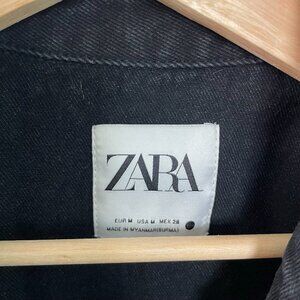 ZARA
EUR M USA M MEX 28
MADE IN MYANMAR(BURMA)